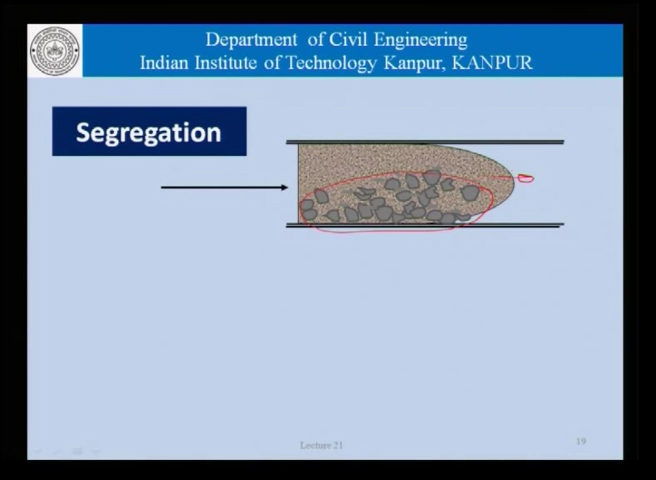 Department of Civil Engineering
Indian Institute of Technology Kanpur, KANPUR
Segregation
Lecture 21
19